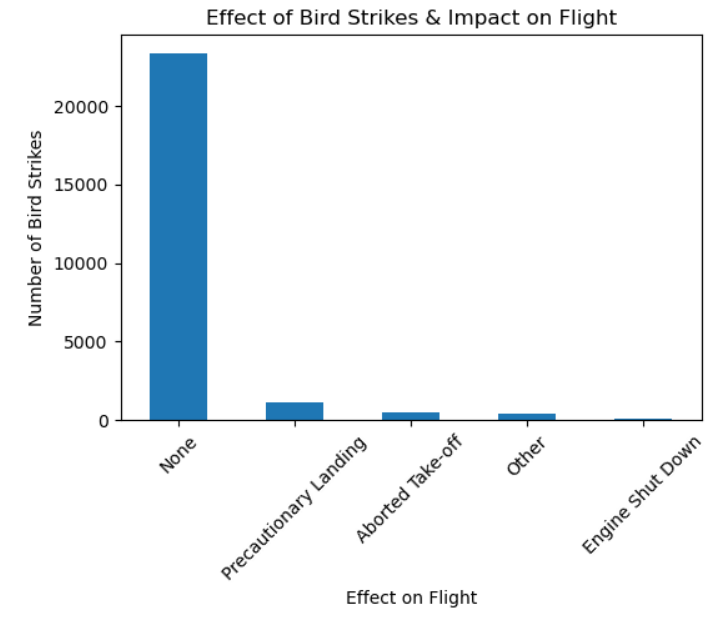 Effect of Bird Strikes & Impact on Flight
Number of Bird Strikes
20000
15000
10000
5000
0
None
Precautionary Landing
Aborted Take-off
Other
Engine Shut Down
Effect on Flight